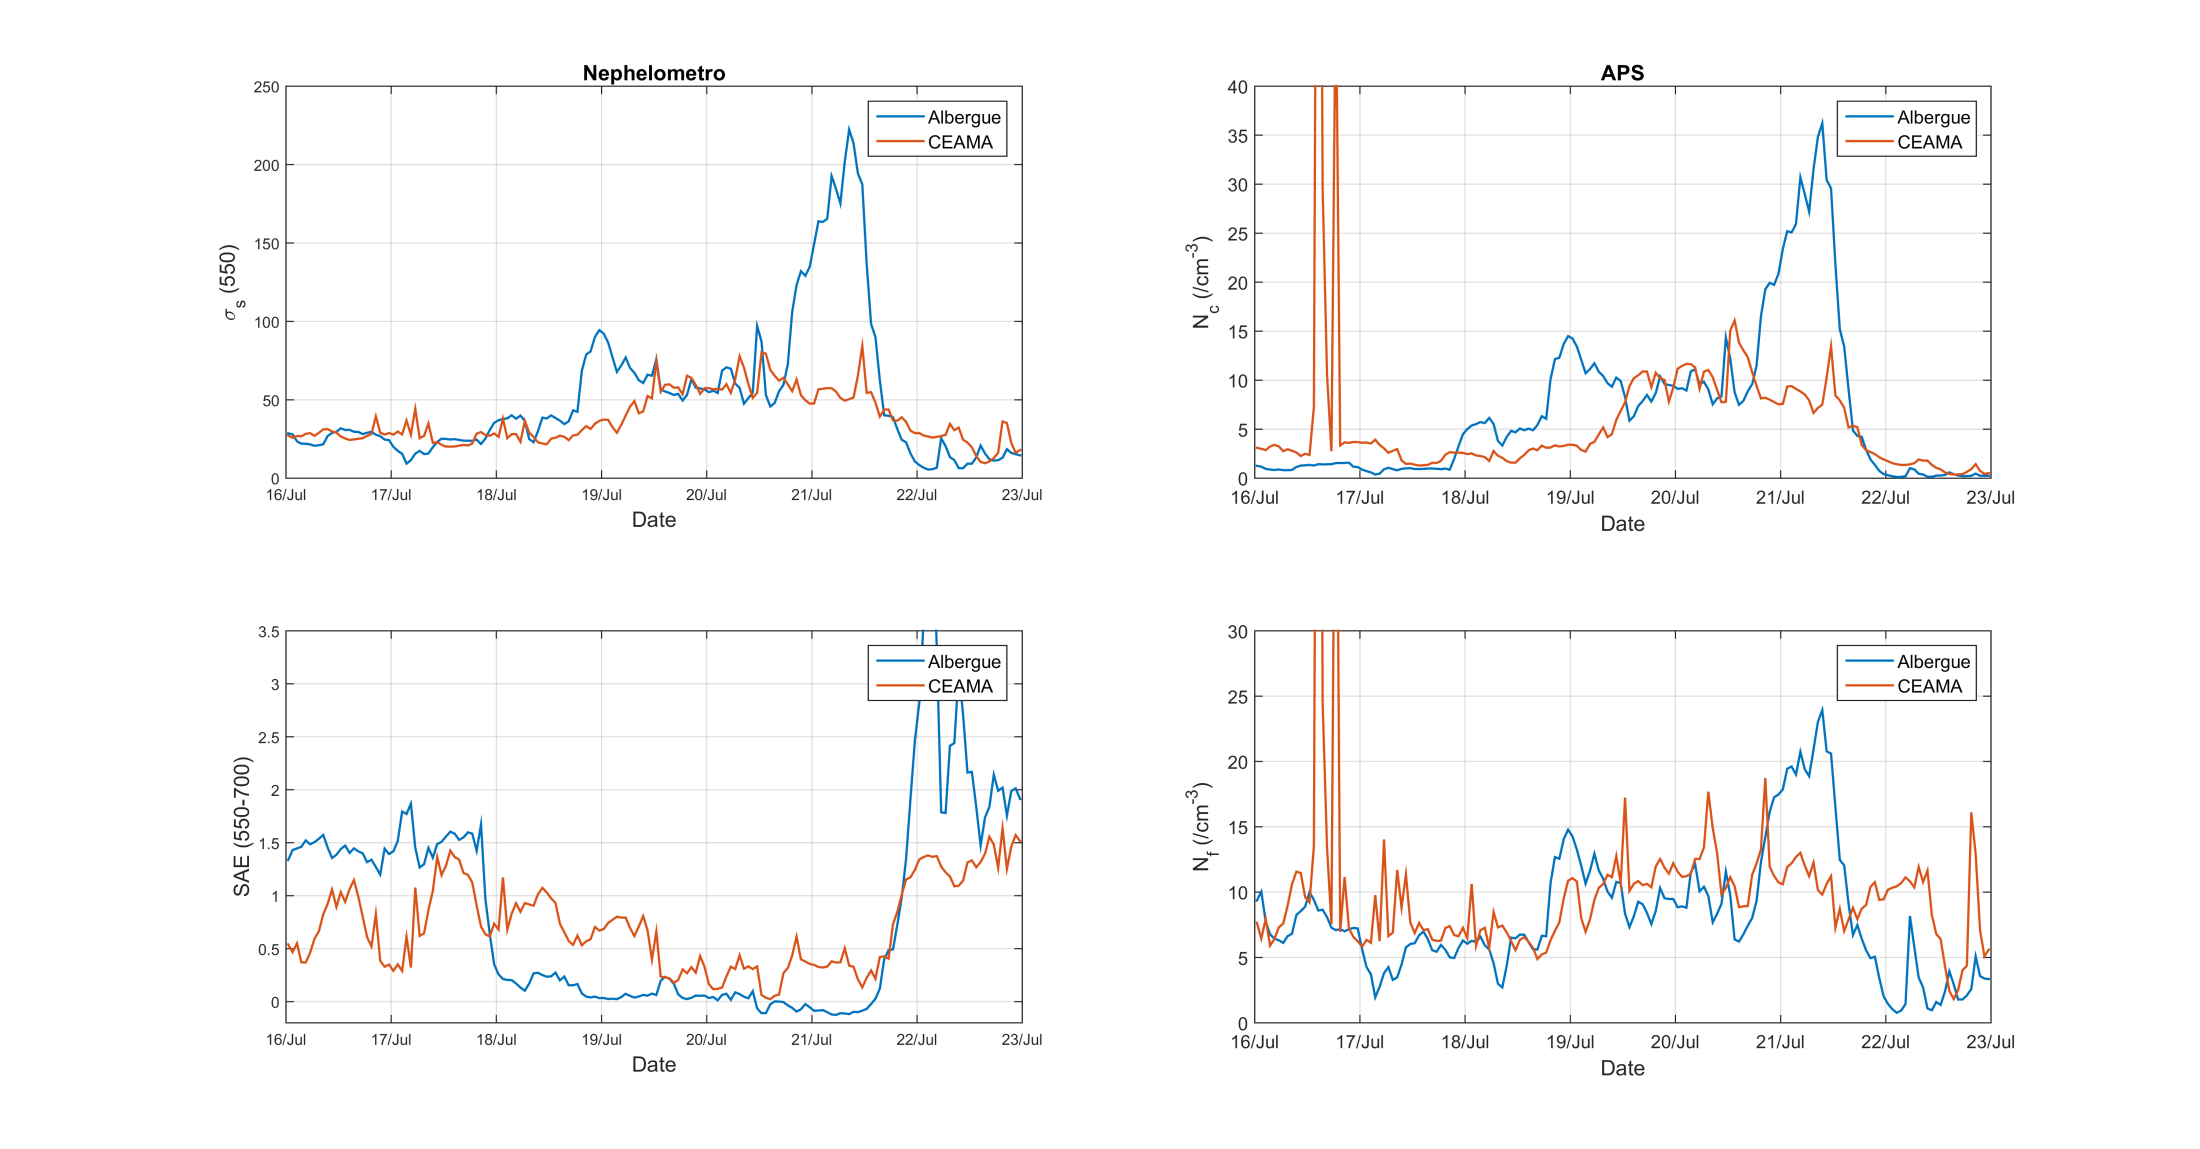 Nephelometro
250
200
150
100
50
0
σs (550)
Albergue
CEAMA
16/Jul 17/Jul 18/Jul 19/Jul 20/Jul 21/Jul 22/Jul 23/Jul
Date
APS
40
35
30
25
20
15
10
5
0
Nc (/cm-3)
Albergue
CEAMA
16/Jul 17/Jul 18/Jul 19/Jul 20/Jul 21/Jul 22/Jul 23/Jul
Date
3.5
3
2.5
2
1.5
1
0.5
0
SAE (550-700)
Albergue
CEAMA
16/Jul 17/Jul 18/Jul 19/Jul 20/Jul 21/Jul 22/Jul 23/Jul
Date
30
25
20
15
10
5
0
Nf (/cm-3)
Albergue
CEAMA
16/Jul 17/Jul 18/Jul 19/Jul 20/Jul 21/Jul 22/Jul 23/Jul
Date